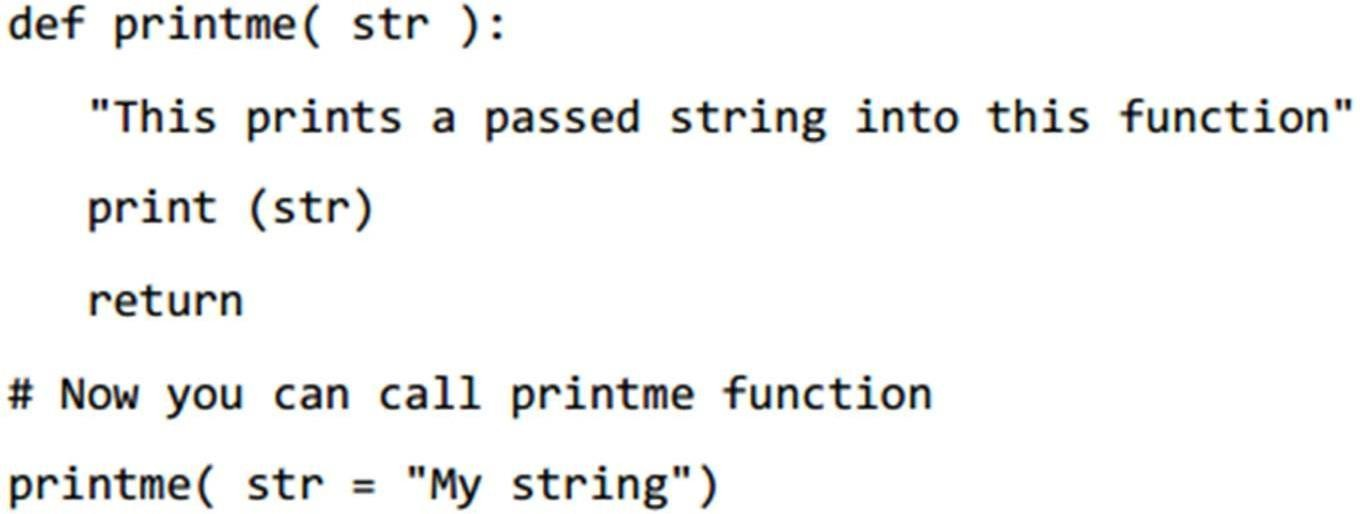 def printme( str ):
   "This prints a passed string into this function"
   print (str)
   return
# Now you can call printme function
printme( str = "My string")